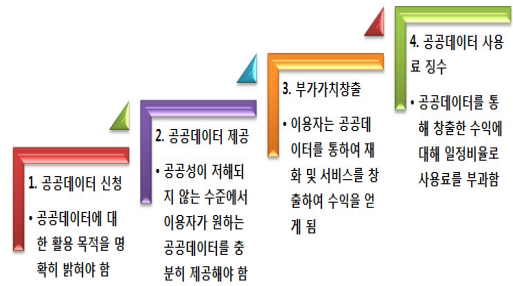 1. 공공데이터 신청
• 공공데이터에 대
한 활용 목적을 명
확히 밝혀야 함
2. 공공데이터 제공
• 공공성이 저해되
지 않는 수준에서
이용자가 원하는
공공데이터를 충
분히 제공해야 함
3. 부가가치창출
• 이용자는 공공데
이터를 통하여 재
화 및 서비스를 창
출하여 수익을 얻
게 됨
4. 공공데이터 사용
료 징수
• 공공데이터를 통
해 창출한 수익에
대해 일정비율로
사용료를 부과함